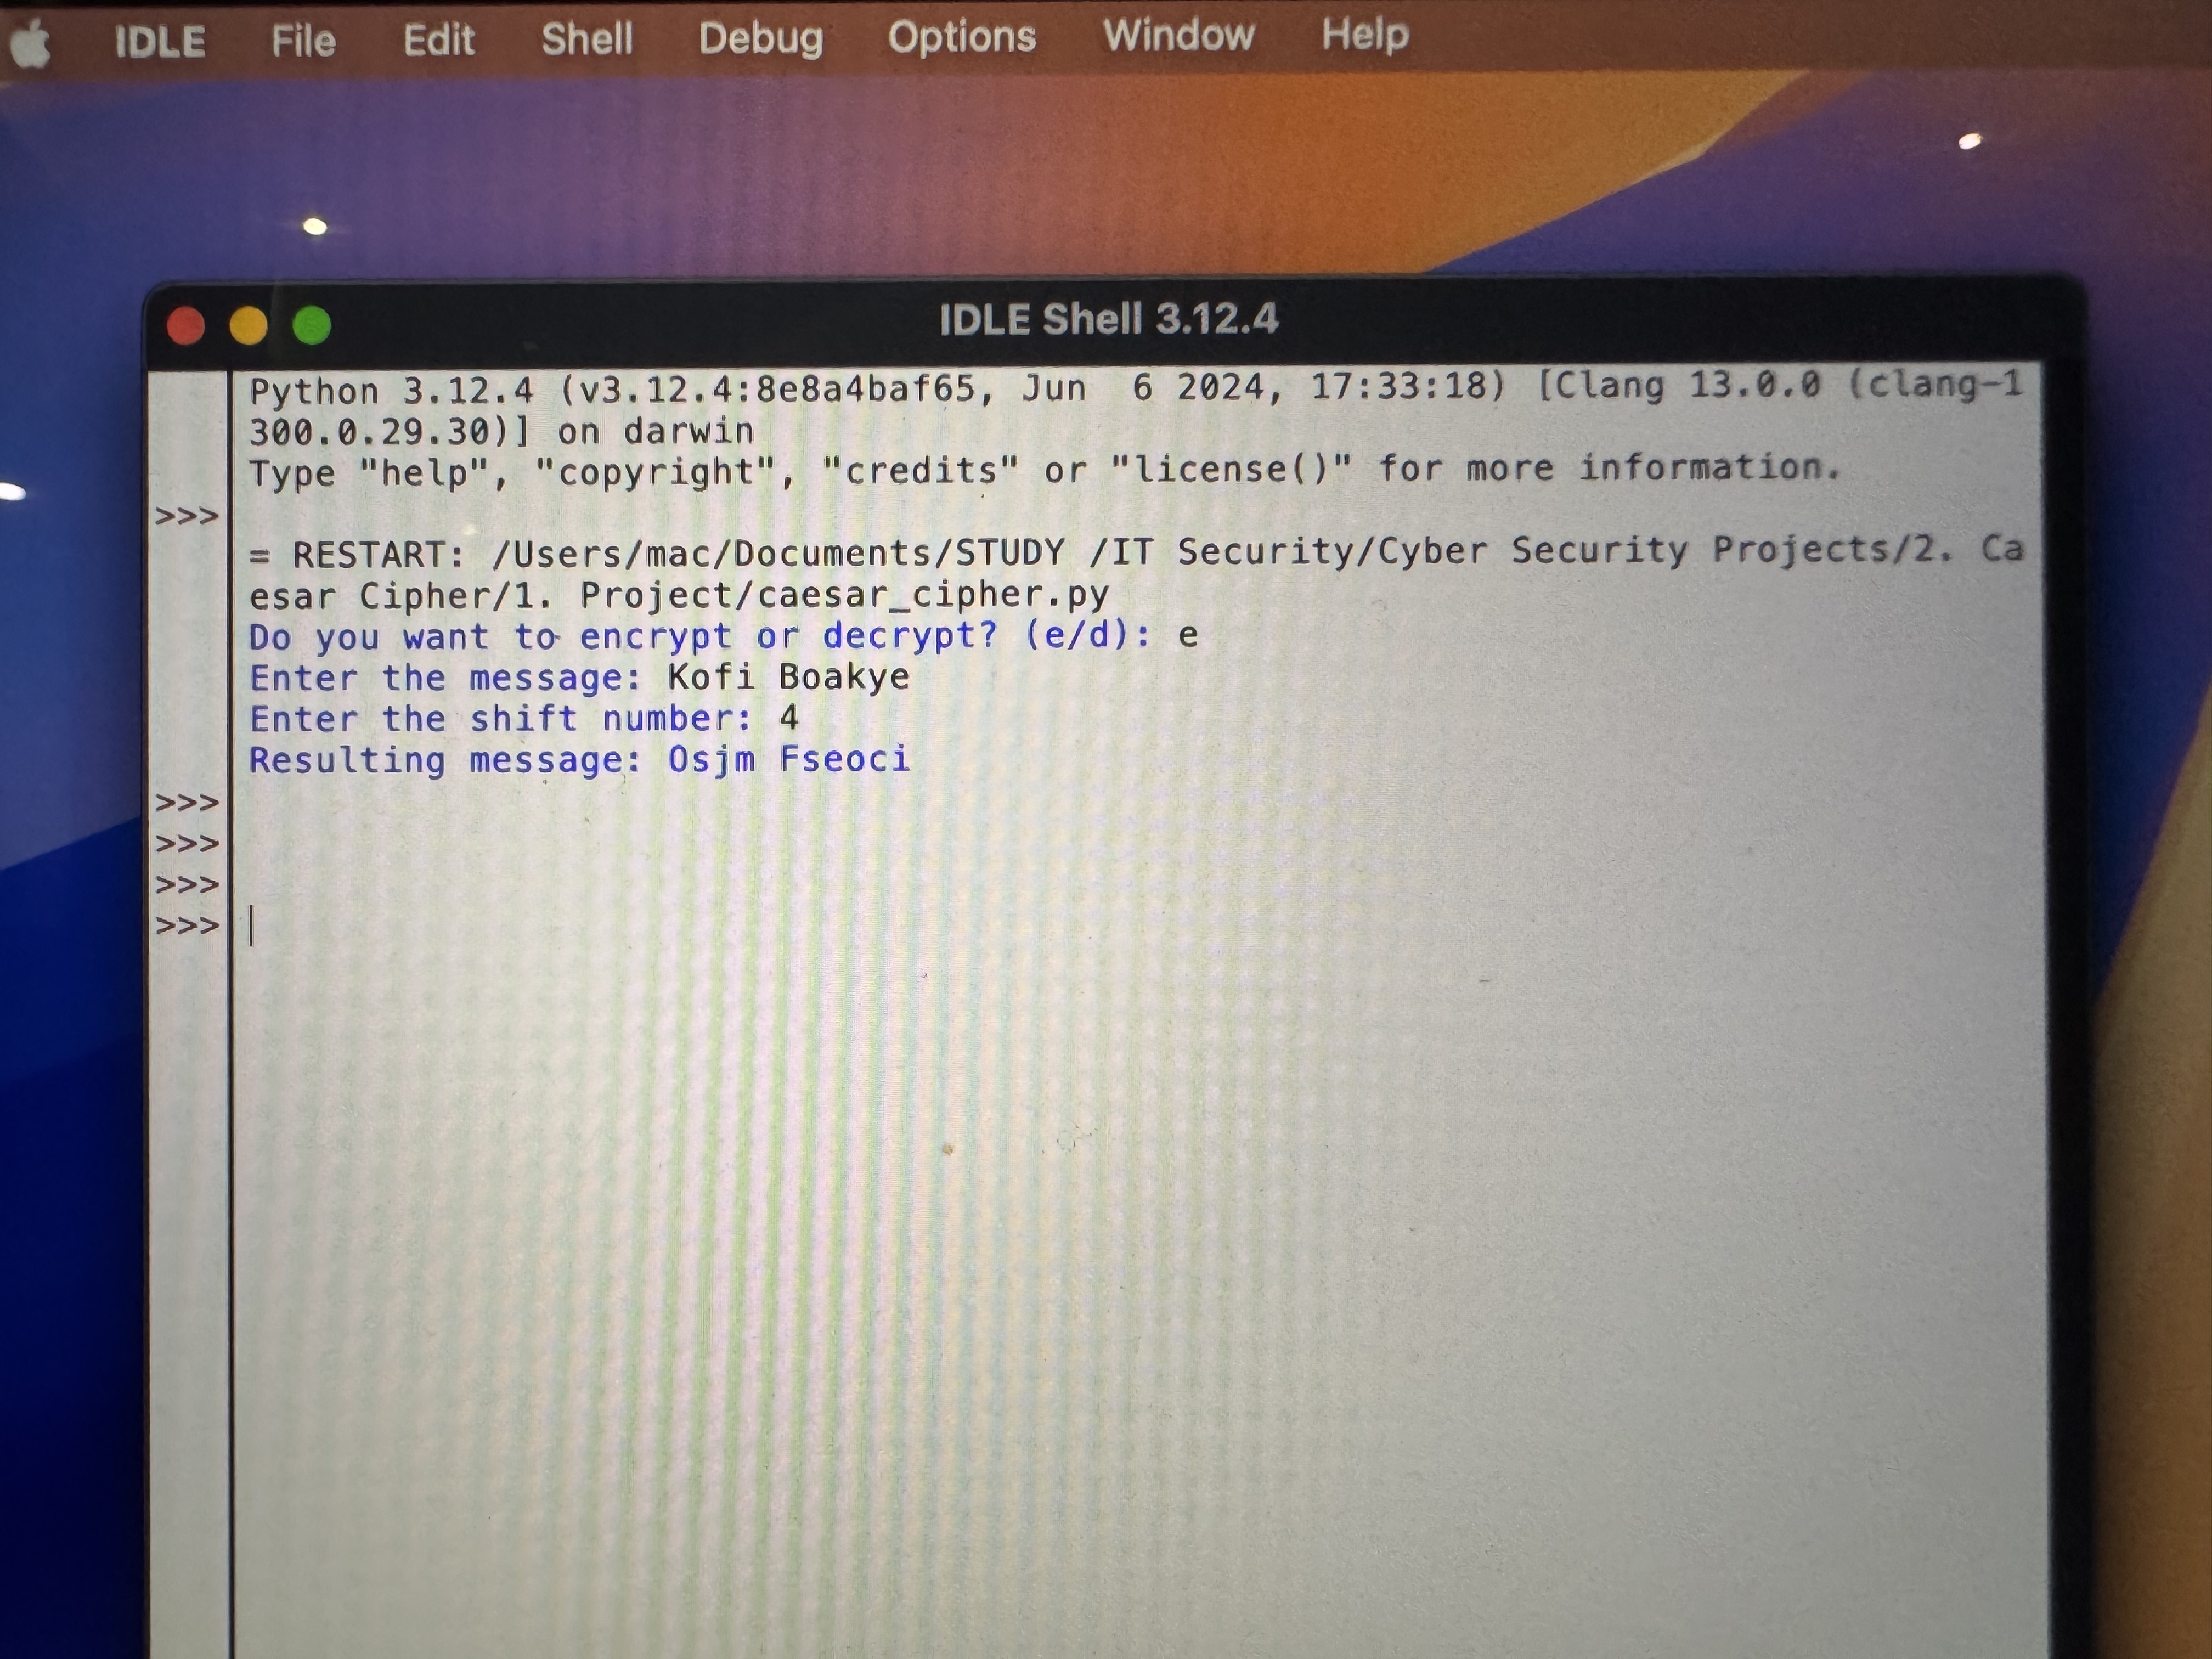 IDLE File Edit Shell Debug Options Window Help
IDLE Shell 3.12.4
Python 3.12.4 (v3.12.4:8e8a4baf65, Jun  6 2024, 17:33:18) [Clang 13.0.0 (clang-1
300.0.29.30)] on darwin
Type "help", "copyright", "credits" or "license()" for more information.
>>>
= RESTART: /Users/mac/Documents/STUDY /IT Security/Cyber Security Projects/2. Ca
esar Cipher/1. Project/caesar_cipher.py
Do you want to encrypt or decrypt? (e/d): e
Enter the message: Kofi Boakye
Enter the shift number: 4
Resulting message: Osjm Fseoci
>>>
>>>
>>>
>>>